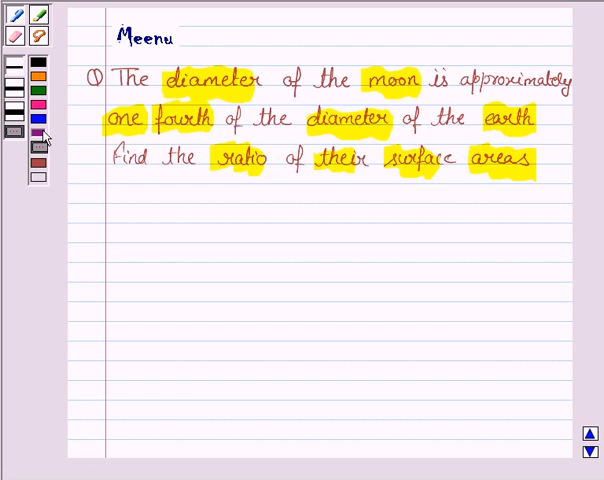 Meenu
① The diameter of the moon is approximately
one fourth of the diameter of the earth
Find the ratio of their surface areas